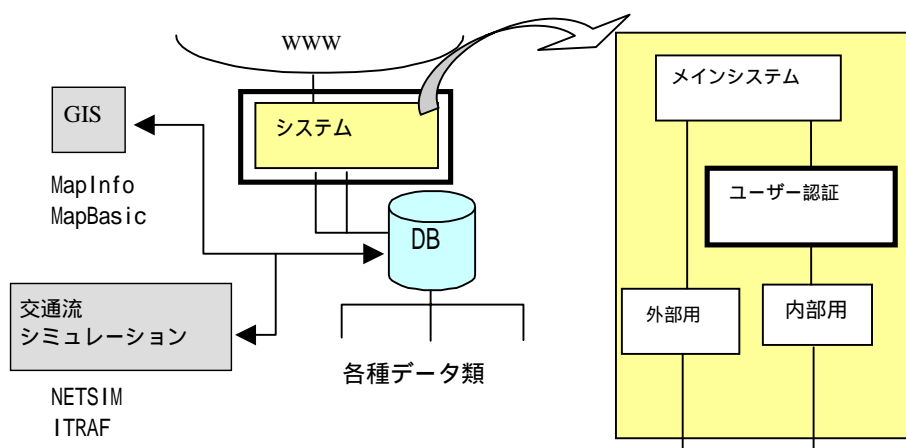 WWW
システム
GIS
MapInfo
MapBasic
DB
交通流
シミュレーション
NETSIM
ITRAF
各種データ類
メインシステム
ユーザー認証
外部用
内部用